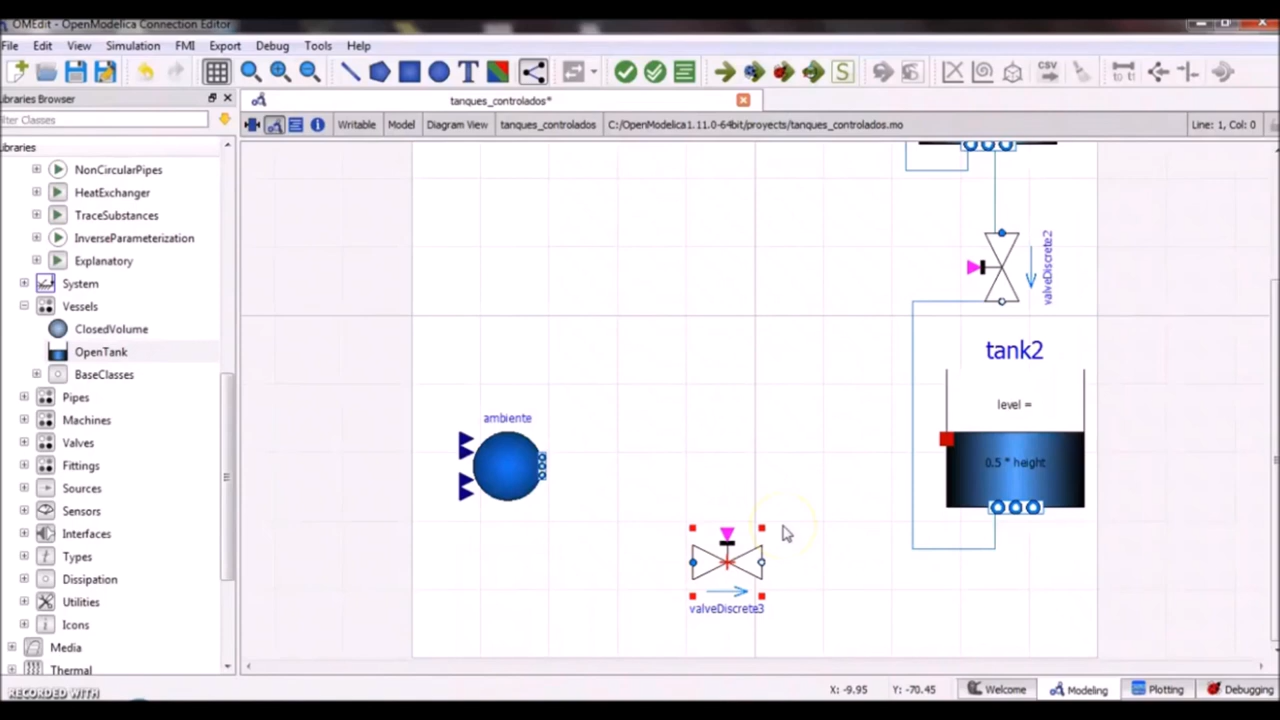 OMEdit - OpenModelica Connection Editor
File Edit View Simulation FMI Export Debug Tools Help
CSV
Libraries Browser
tanques_controlados*
Filter Classes
Writable Model Diagram View tanques_controlados C:/OpenModelica1.11.0-64bit/proyects/tanques_controlados.mo Line: 1, Col: 0
Libraries
NonCircularPipes
HeatExchanger
TraceSubstances
InverseParameterization
Explanatory
System
Vessels
ClosedVolume
OpenTank
BaseClasses
Pipes
Machines
Valves
Fittings
Sources
Sensors
Interfaces
Types
Dissipation
Utilities
Icons
Media
Thermal
valveDiscrete2
tank2
level =
0.5 * height
ambiente
valveDiscrete3
RECORDED WITH
X: -9.95 Y: -70.45 Welcome Modeling Plotting Debugging